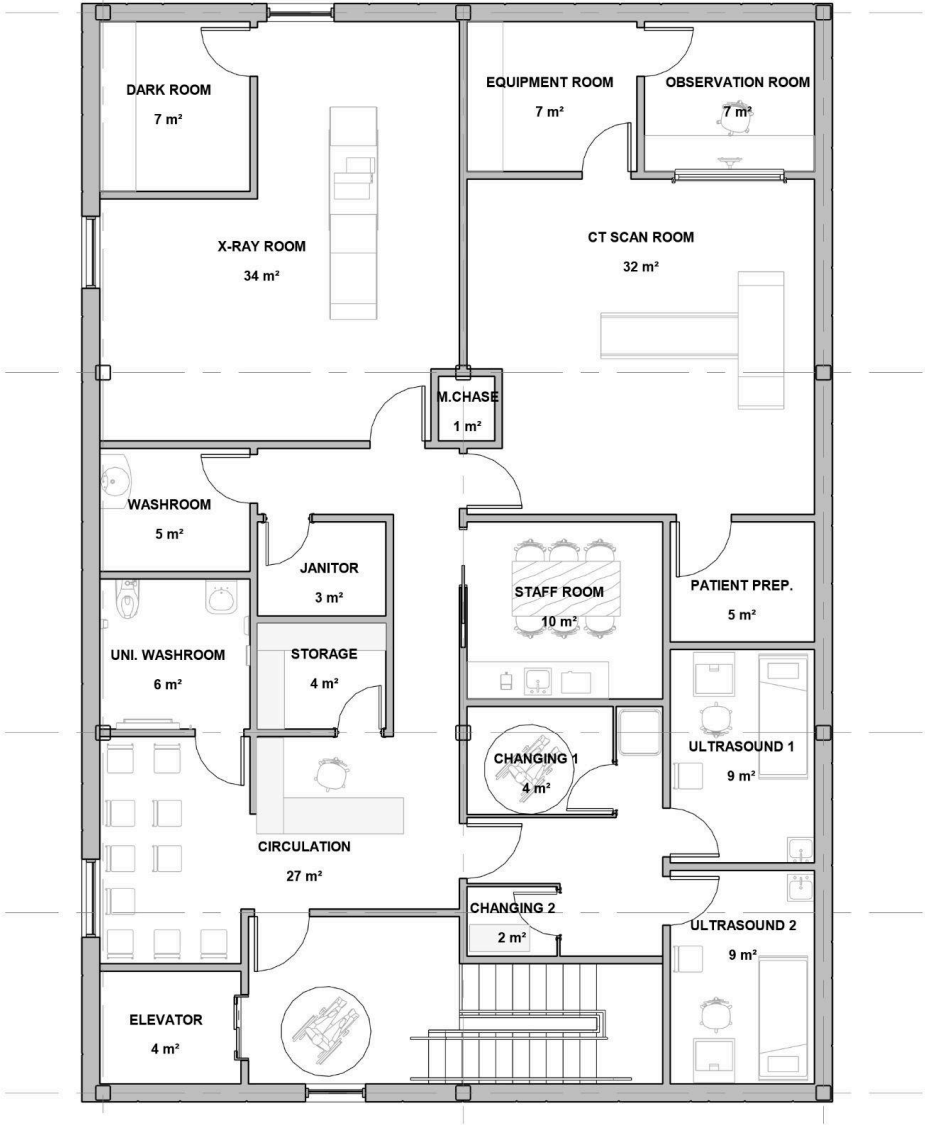 DARK ROOM
7 m²
EQUIPMENT ROOM
7 m²
OBSERVATION ROOM
7 m²
X-RAY ROOM
34 m²
CT SCAN ROOM
32 m²
M.CHASE
1 m²
WASHROOM
5 m²
JANITOR
3 m²
STAFF ROOM
10 m²
PATIENT PREP.
5 m²
UNI. WASHROOM
6 m²
STORAGE
4 m²
CHANGING 1
4 m²
ULTRASOUND 1
9 m²
CIRCULATION
27 m²
CHANGING 2
2 m²
ULTRASOUND 2
9 m²
ELEVATOR
4 m²